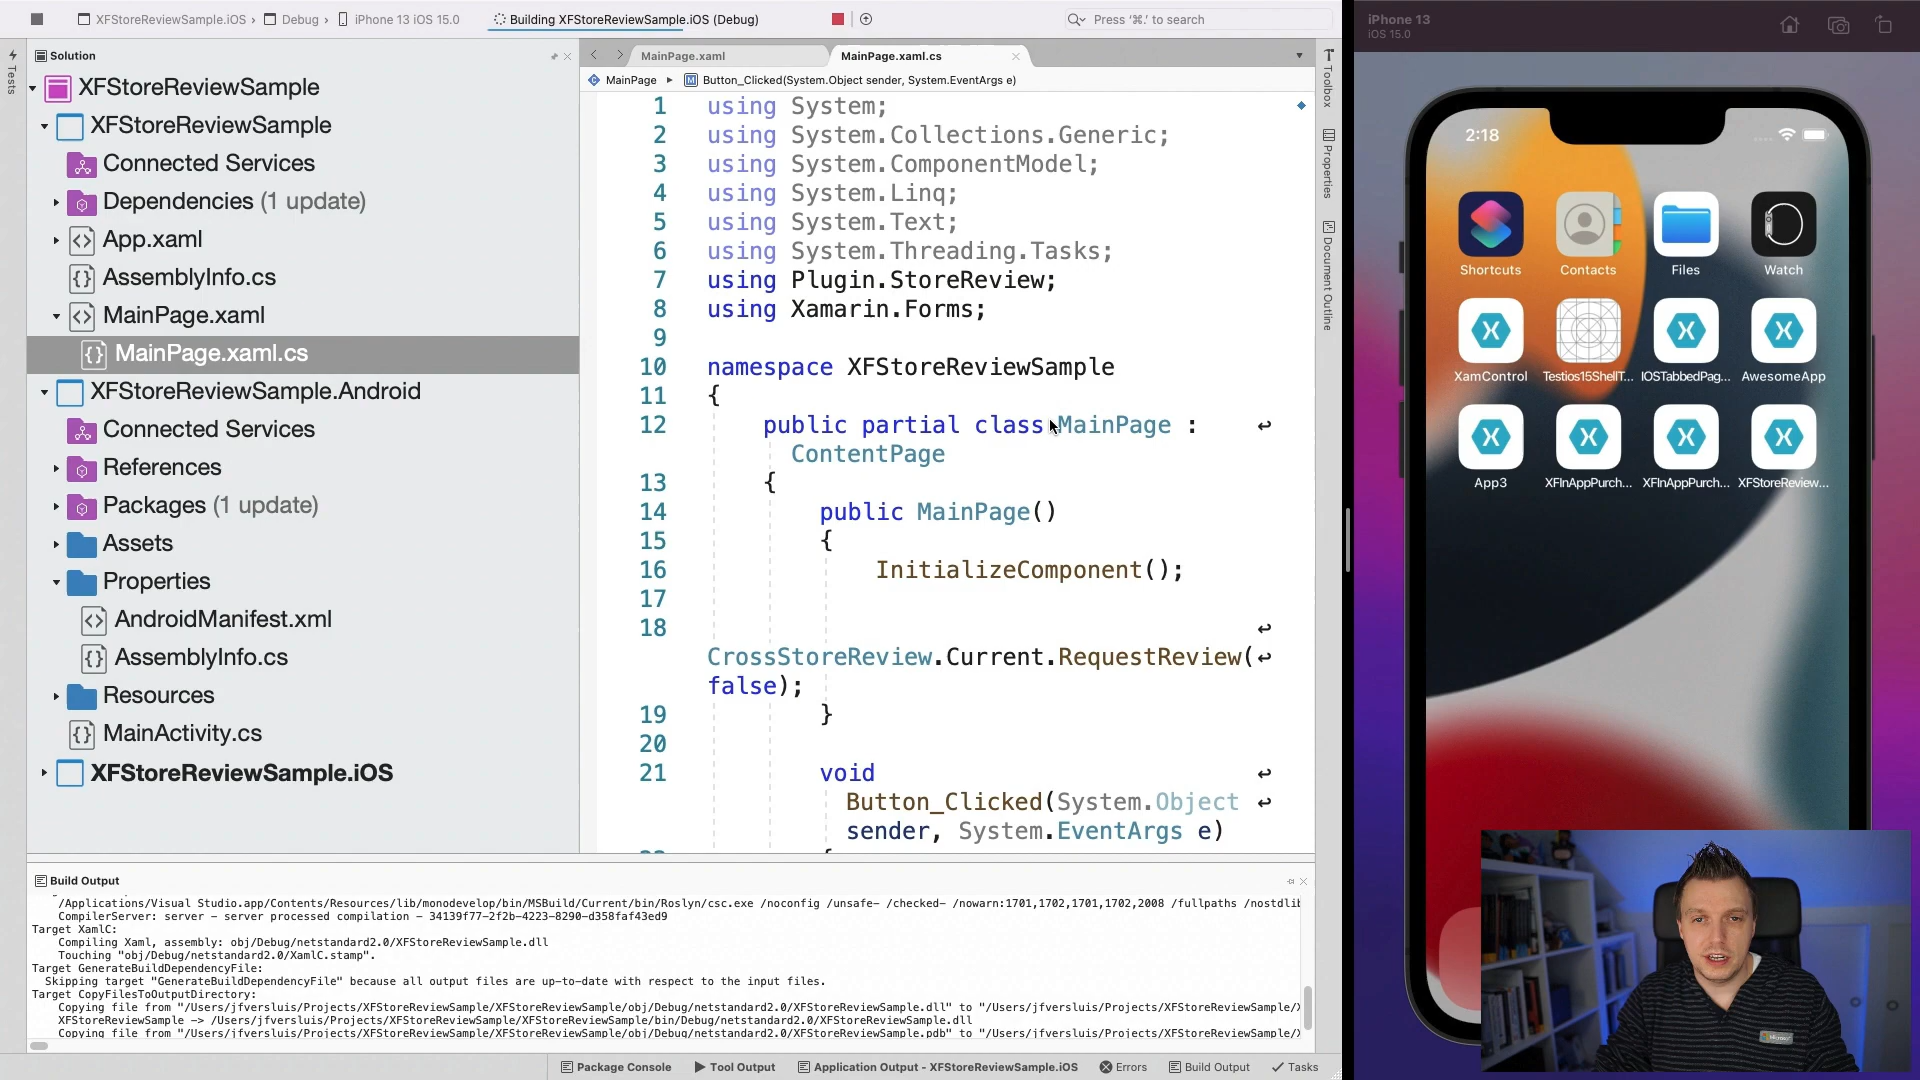 XFStoreReviewSample.iOS › Debug › iPhone 13 iOS 15.0
Building XFStoreReviewSample.iOS (Debug)
Press ‘⌘.’ to search
iPhone 13
iOS 15.0
Tests
Solution
XFStoreReviewSample
XFStoreReviewSample
Connected Services
Dependencies (1 update)
App.xaml
AssemblyInfo.cs
MainPage.xaml
MainPage.xaml.cs
XFStoreReviewSample.Android
Connected Services
References
Packages (1 update)
Assets
Properties
AndroidManifest.xml
AssemblyInfo.cs
Resources
MainActivity.cs
XFStoreReviewSample.iOS
MainPage.xaml
MainPage.xaml.cs
MainPage
Button_Clicked(System.Object sender, System.EventArgs e)
1 using System;
2 using System.Collections.Generic;
3 using System.ComponentModel;
4 using System.Linq;
5 using System.Text;
6 using System.Threading.Tasks;
7 using Plugin.StoreReview;
8 using Xamarin.Forms;
9
10 namespace XFStoreReviewSample
11 {
12 public partial class MainPage :
ContentPage
13 {
14 public MainPage()
15 {
16 InitializeComponent();
17
18
CrossStoreReview.Current.RequestReview(
false);
19 }
20
21 void
Button_Clicked(System.Object
sender, System.EventArgs e)
Toolbox
Properties
Document Outline
2:18
Shortcuts
Contacts
Files
Watch
XamControl
Testios15ShellT...
IOSTabbedPag...
AwesomeApp
App3
XFInAppPurch...
XFInAppPurch...
XFStoreReview...
Build Output
/Applications/Visual Studio.app/Contents/Resources/lib/monodevelop/bin/MSBuild/Current/bin/Roslyn/csc.exe /noconfig /unsafe- /checked- /nowarn:1701,1702,1701,1702,2008 /fullpaths /nostdlib
CompilerServer: server - server processed compilation - 34139f77-2f2b-4223-8290-d358faf43ed9
Target XamlC:
Compiling Xaml, assembly: obj/Debug/netstandard2.0/XFStoreReviewSample.dll
Touching "obj/Debug/netstandard2.0/XamlC.stamp".
Target GenerateBuildDependencyFile:
Skipping target "GenerateBuildDependencyFile" because all output files are up-to-date with respect to the input files.
Target CopyFilesToOutputDirectory:
Copying file from "/Users/jfversluis/Projects/XFStoreReviewSample/XFStoreReviewSample/obj/Debug/netstandard2.0/XFStoreReviewSample.dll" to "/Users/jfversluis/Projects/XFStoreReviewSample/X
XFStoreReviewSample -> /Users/jfversluis/Projects/XFStoreReviewSample/XFStoreReviewSample/bin/Debug/netstandard2.0/XFStoreReviewSample.dll
Copying file from "/Users/jfversluis/Projects/XFStoreReviewSample/XFStoreReviewSample/obj/Debug/netstandard2.0/XFStoreReviewSample.pdb" to "/Users/jfversluis/Projects/XFStoreReviewSample/X
Package Console
Tool Output
Application Output - XFStoreReviewSample.iOS
Errors
Build Output
Tasks